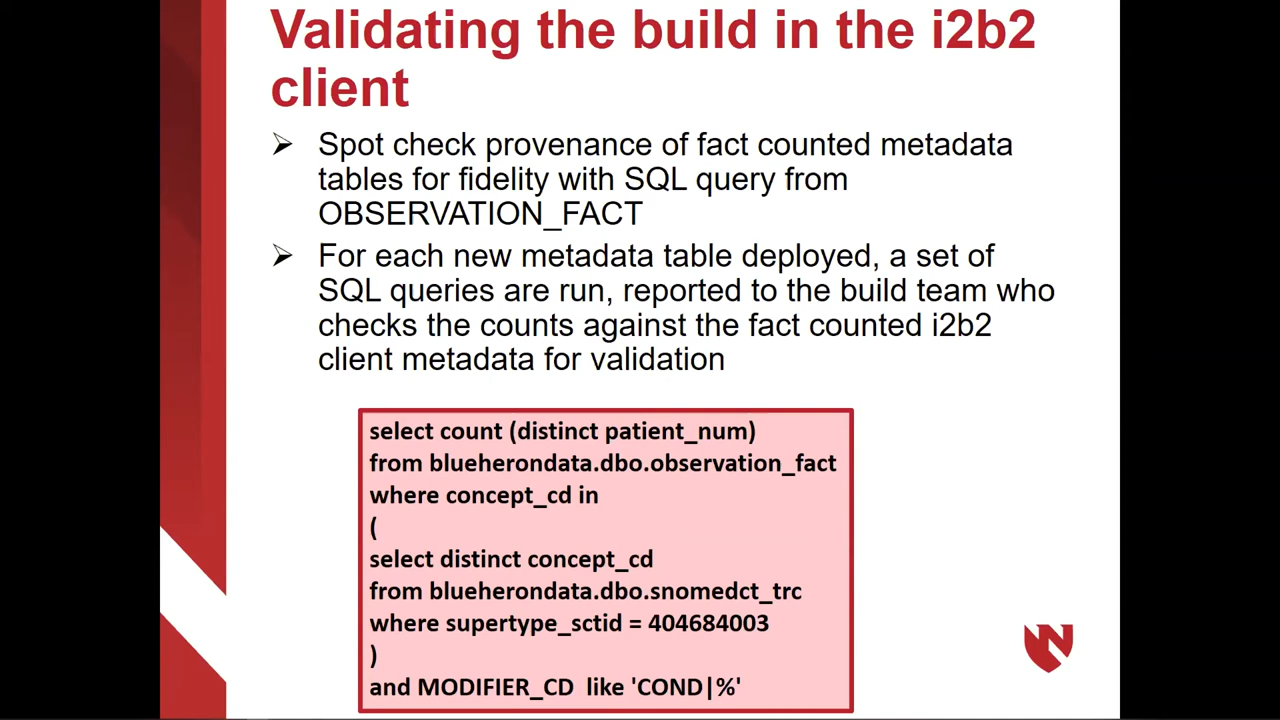 Validating the build in the i2b2
client
➢ Spot check provenance of fact counted metadata
tables for fidelity with SQL query from
OBSERVATION_FACT
➢ For each new metadata table deployed, a set of
SQL queries are run, reported to the build team who
checks the counts against the fact counted i2b2
client metadata for validation
select count (distinct patient_num)
from blueherondata.dbo.observation_fact
where concept_cd in
(
select distinct concept_cd
from blueherondata.dbo.snomedct_trc
where supertype_sctid = 404684003
)
and MODIFIER_CD  like 'COND|%'
N